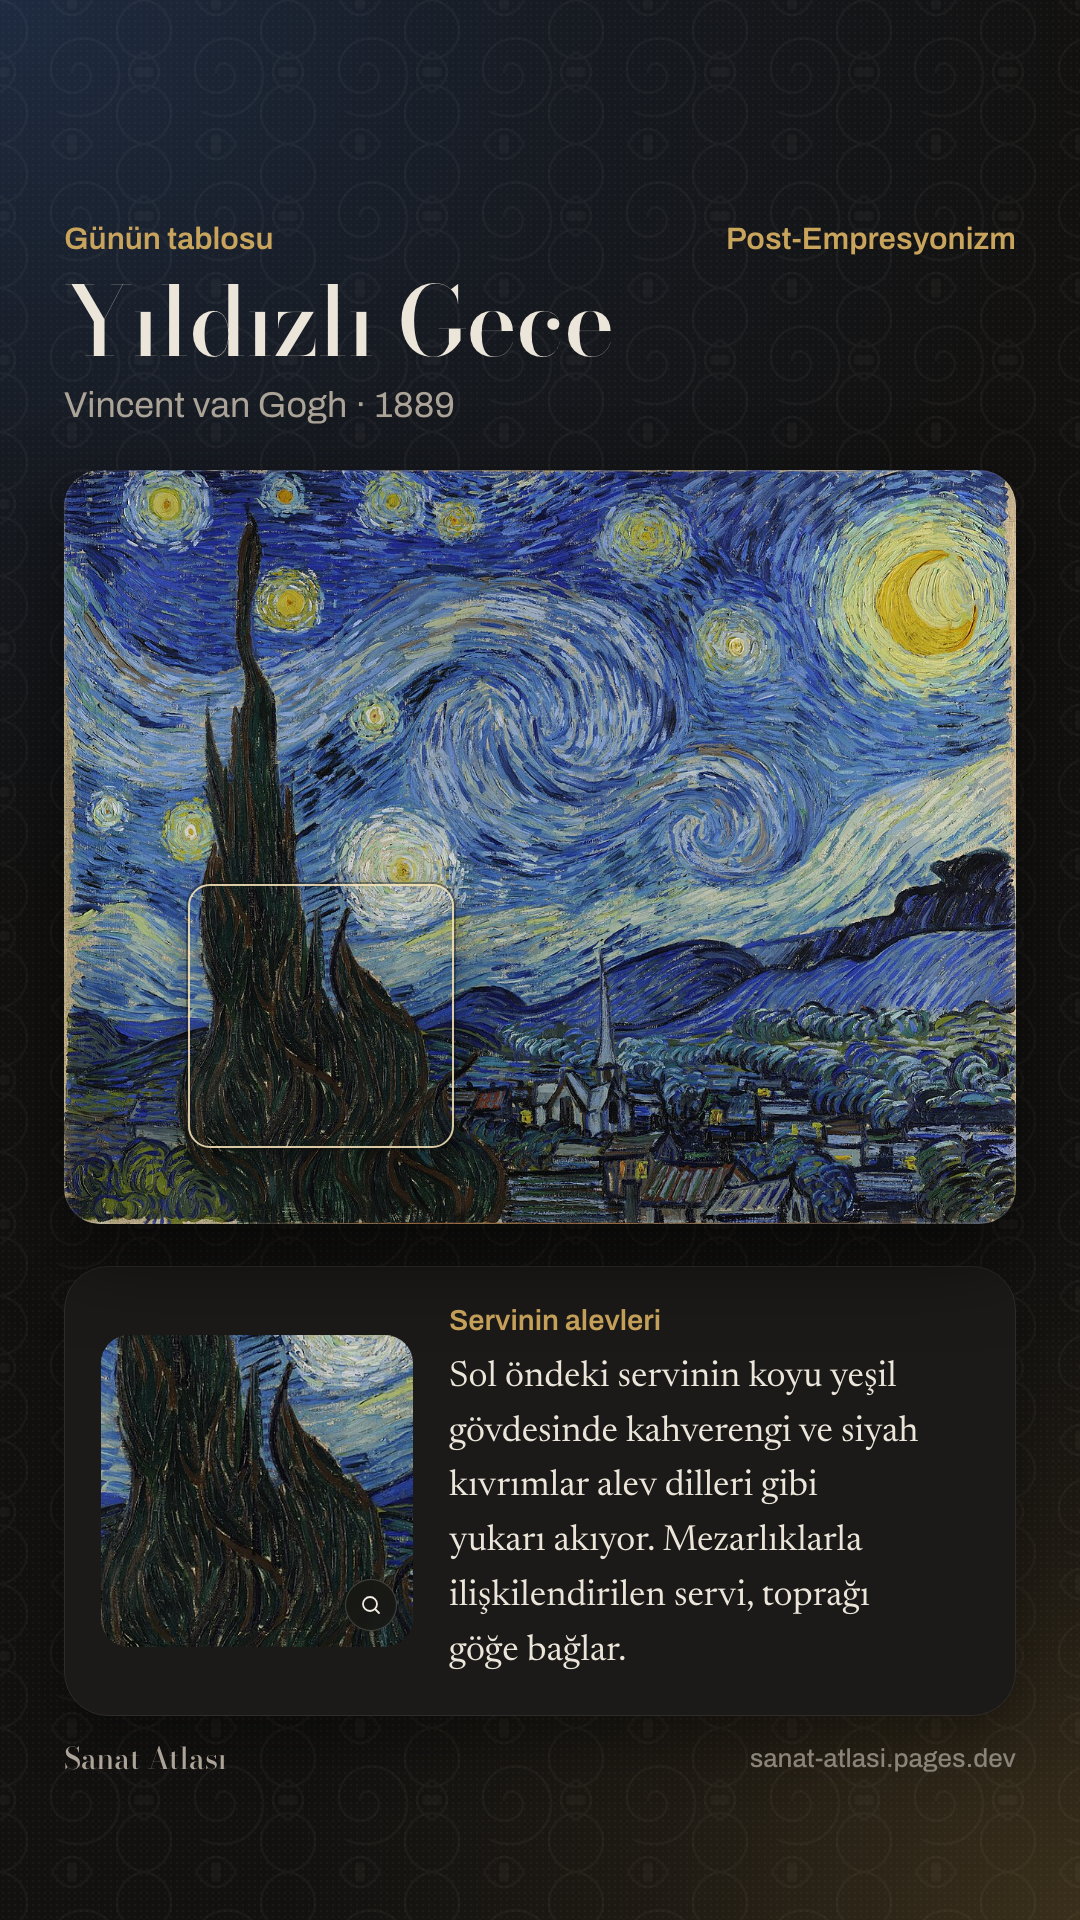 Günün tablosu
Post-Empresyonizm
Yıldızlı Gece
Vincent van Gogh · 1889
Servinin alevleri
Sol öndeki servinin koyu yeşil
gövdesinde kahverengi ve siyah
kıvrımlar alev dilleri gibi
yukarı akıyor. Mezarlıklarla
ilişkilendirilen servi, toprağı
göğe bağlar.
Sanat Atlası
sanat-atlasi.pages.dev